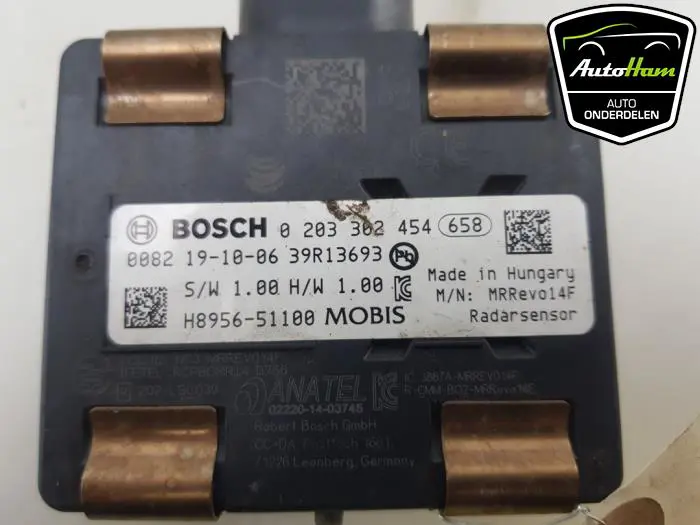 AutoHam
AUTO
ONDERDELEN
BOSCH 0 203 302 454 658
0082 19-10-06 39R13693 Pb
S/W 1.00 H/W 1.00
H8956-51100 MOBIS
Made in Hungary
M/N: MRRevo14F
Radarsensor
ANATEL
02220-14-03745
Robert Bosch GmbH
71226 Leonberg, Germany